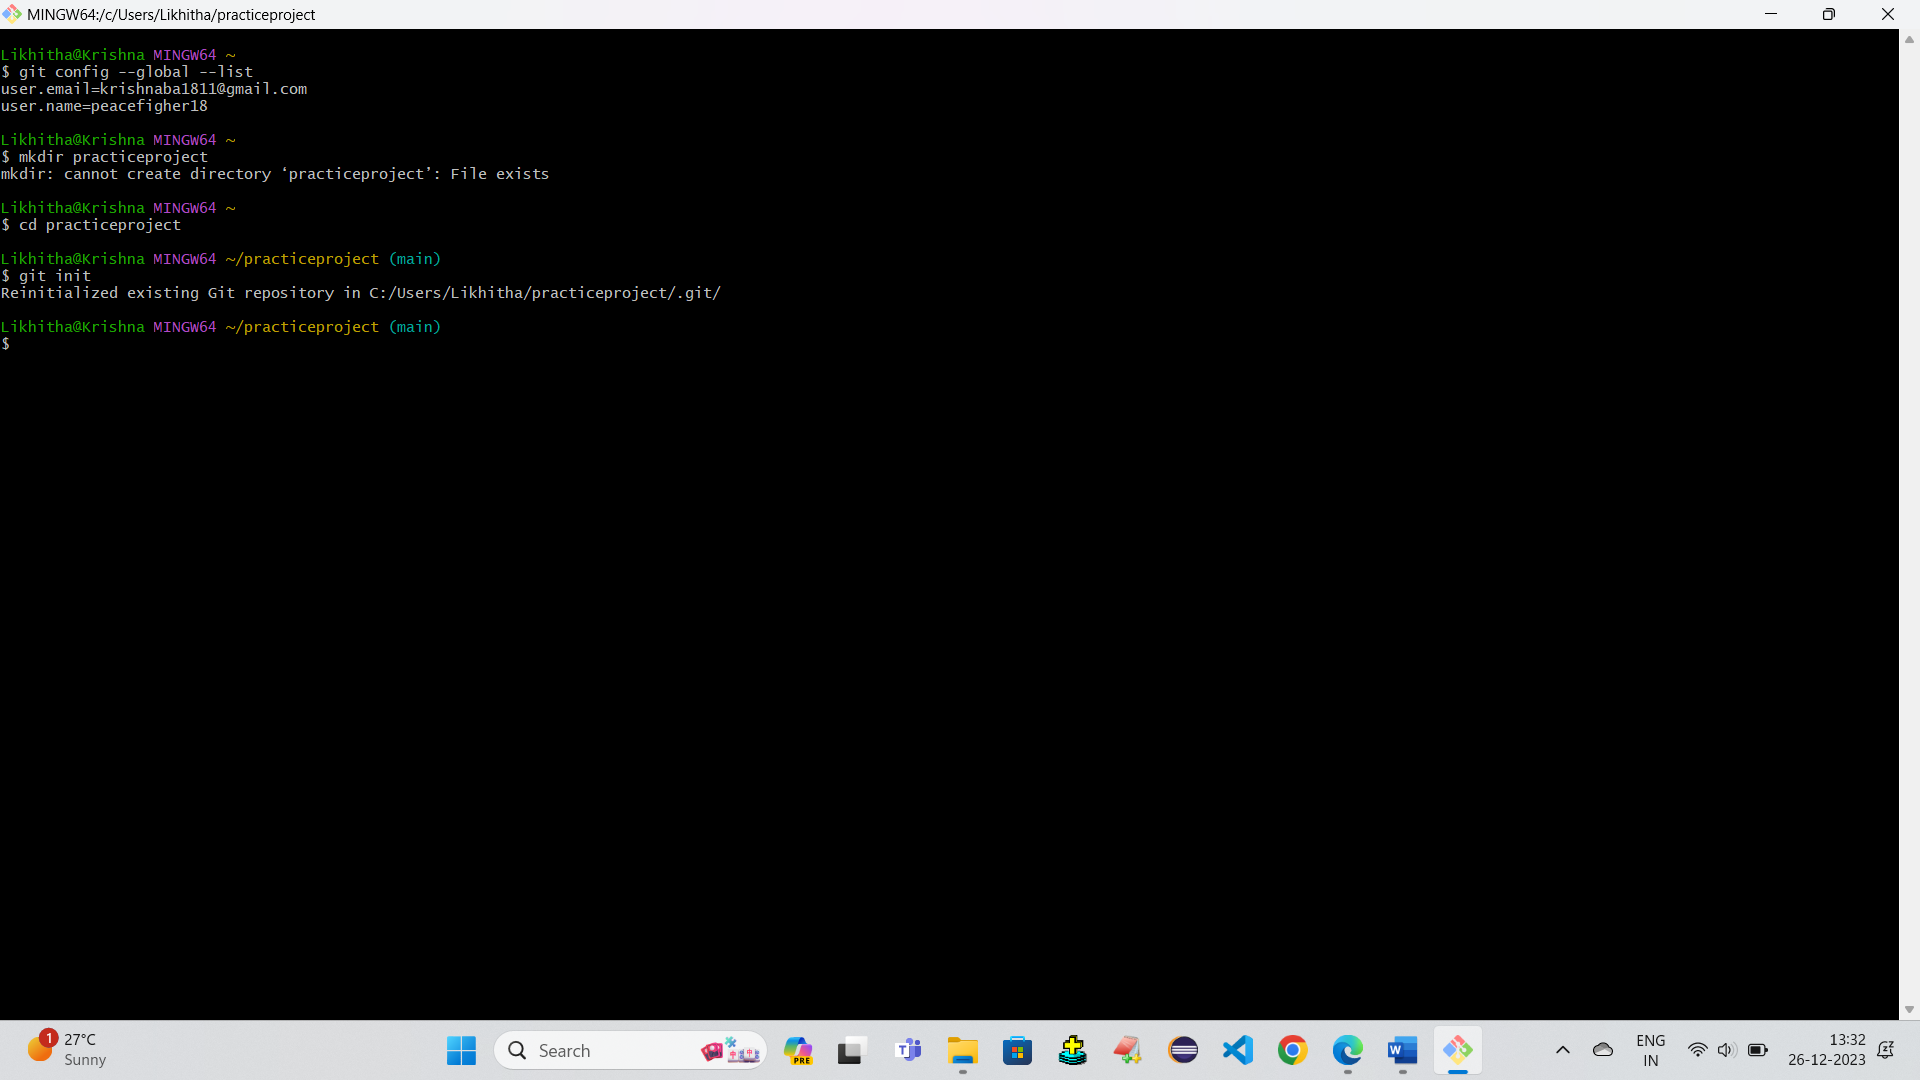 MINGW64:/c/Users/Likhitha/practiceproject
Likhitha@Krishna MINGW64 ~
$ git config --global --list
user.email=krishnaba1811@gmail.com
user.name=peacefigher18
Likhitha@Krishna MINGW64 ~
$ mkdir practiceproject
mkdir: cannot create directory ‘practiceproject’: File exists
Likhitha@Krishna MINGW64 ~
$ cd practiceproject
Likhitha@Krishna MINGW64 ~/practiceproject (main)
$ git init
Reinitialized existing Git repository in C:/Users/Likhitha/practiceproject/.git/
Likhitha@Krishna MINGW64 ~/practiceproject (main)
$
1
27°C
Sunny
Search
PRE
T
W
ENG
IN
13:32
26-12-2023